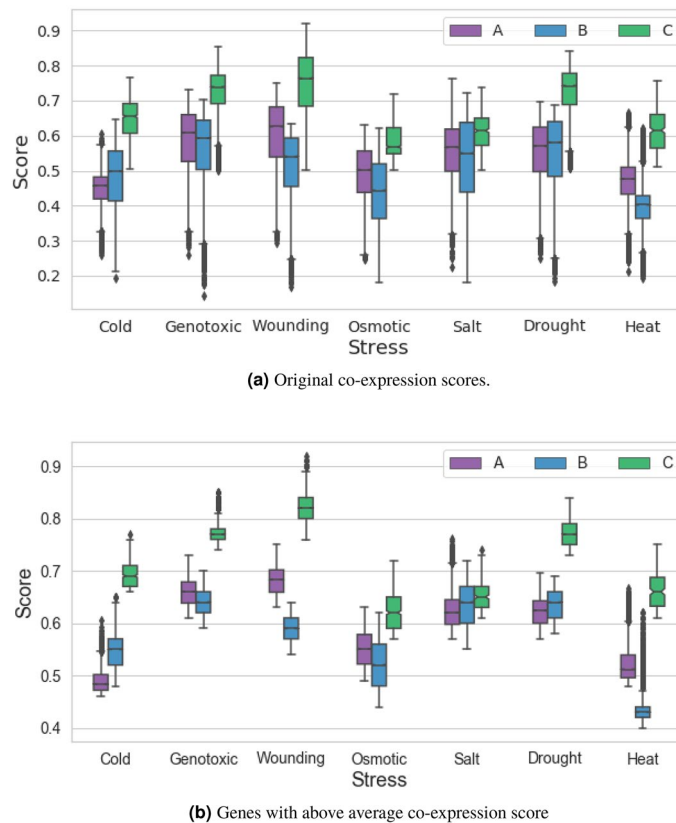 A B C
0.9
0.8
0.7
0.6
0.5
0.4
0.3
0.2
Score
Cold Genotoxic Wounding Osmotic Salt Drought Heat
Stress
(a) Original co-expression scores.
A B C
0.9
0.8
0.7
0.6
0.5
0.4
Score
Cold Genotoxic Wounding Osmotic Salt Drought Heat
Stress
(b) Genes with above average co-expression score